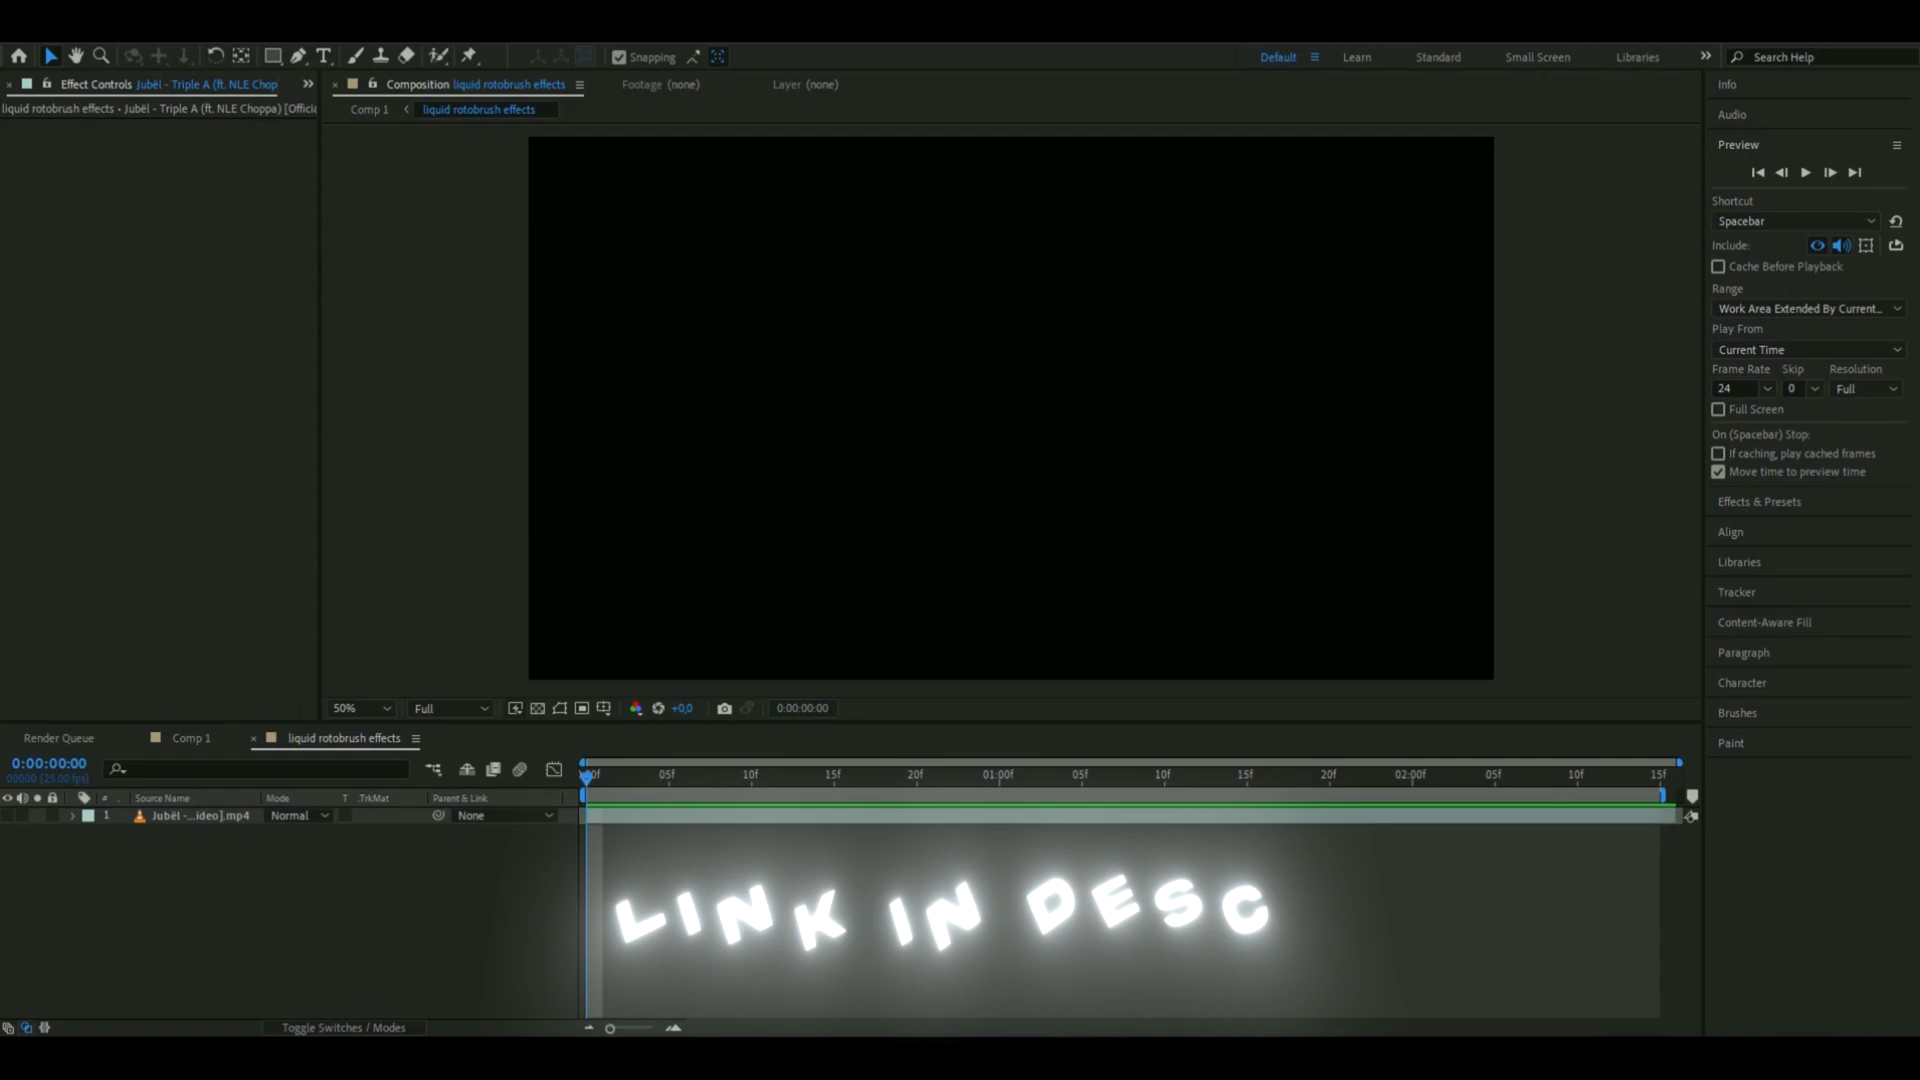 Snapping
Default
Learn
Standard
Small Screen
Libraries
Search Help
Effect Controls Jubël - Triple A (ft. NLE Chop
Composition liquid rotobrush effects
Footage (none)
Layer (none)
liquid rotobrush effects • Jubël - Triple A (ft. NLE Choppa) [Officia
Comp 1
liquid rotobrush effects
Info
Audio
Preview
Shortcut
Spacebar
Include:
Cache Before Playback
Range
Work Area Extended By Current...
Play From
Current Time
Frame Rate Skip Resolution
24 0 Full
Full Screen
On (Spacebar) Stop:
If caching, play cached frames
Move time to preview time
Effects & Presets
Align
Libraries
Tracker
Content-Aware Fill
Paragraph
Character
Brushes
Paint
50%
Full
+0,0
0:00:00:00
Render Queue
Comp 1
liquid rotobrush effects
0:00:00:00
00000 (25.00 fps)
05f 10f 15f 20f 01:00f 05f 10f 15f 20f 02:00f 05f 10f 15f
# Source Name Mode T .TrkMat Parent & Link
1 Jubël -...ideo].mp4 Normal None
LINK IN DESC
Toggle Switches / Modes